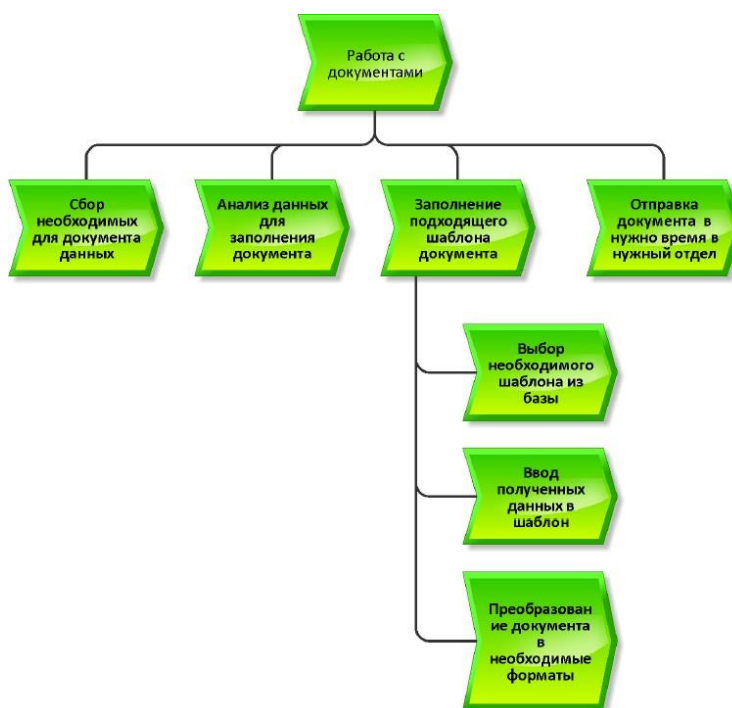 Работа с
документами
Сбор
необходимых
для документа
данных
Анализ данных
для
заполнения
документа
Заполнение
подходящего
шаблона
документа
Отправка
документа в
нужно время в
нужный отдел
Выбор
необходимого
шаблона из
базы
Ввод
полученных
данных в
шаблон
Преобразован
ие документа
в
необходимые
форматы